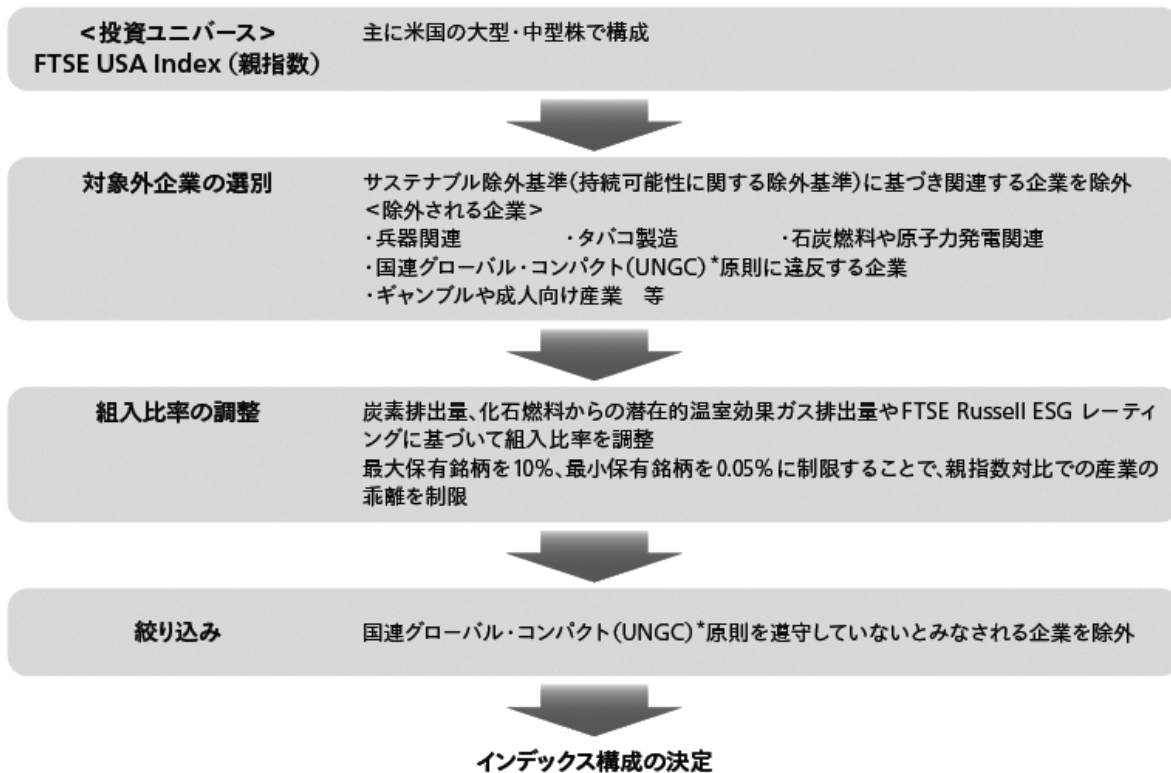 <投資ユニバース>
FTSE USA Index（親指数）
主に米国の大型・中型株で構成
対象外企業の選別
サステナブル除外基準（持続可能性に関する除外基準）に基づき関連する企業を除外
<除外される企業>
・兵器関連 ・タバコ製造 ・石炭燃料や原子力発電関連
・国連グローバル・コンパクト（UNGC）*原則に違反する企業
・ギャンブルや成人向け産業　等
組入比率の調整
炭素排出量、化石燃料からの潜在的温室効果ガス排出量やFTSE Russell ESG レーティ
ングに基づいて組入比率を調整
最大保有銘柄を10%、最小保有銘柄を0.05%に制限することで、親指数対比での産業の
乖離を制限
絞り込み
国連グローバル・コンパクト（UNGC）*原則を遵守していないとみなされる企業を除外
インデックス構成の決定